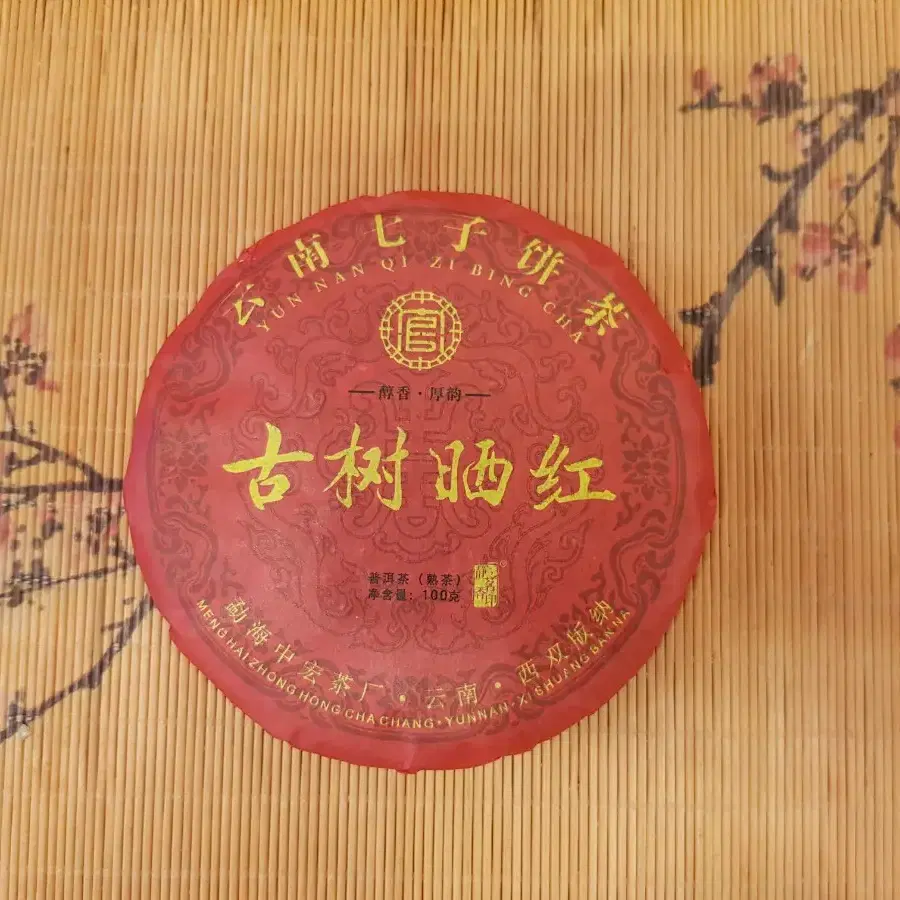 云南七子饼茶
YUN NAN QI ZI BING CHA
醇香·厚韵
古树晒红
普洱茶（熟茶）
净含量：100克
勐海中宏茶厂·云南·西双版纳
MENG HAI ZHONG HONG CHA CHANG·YUNNAN·XI SHUANG BAN NA